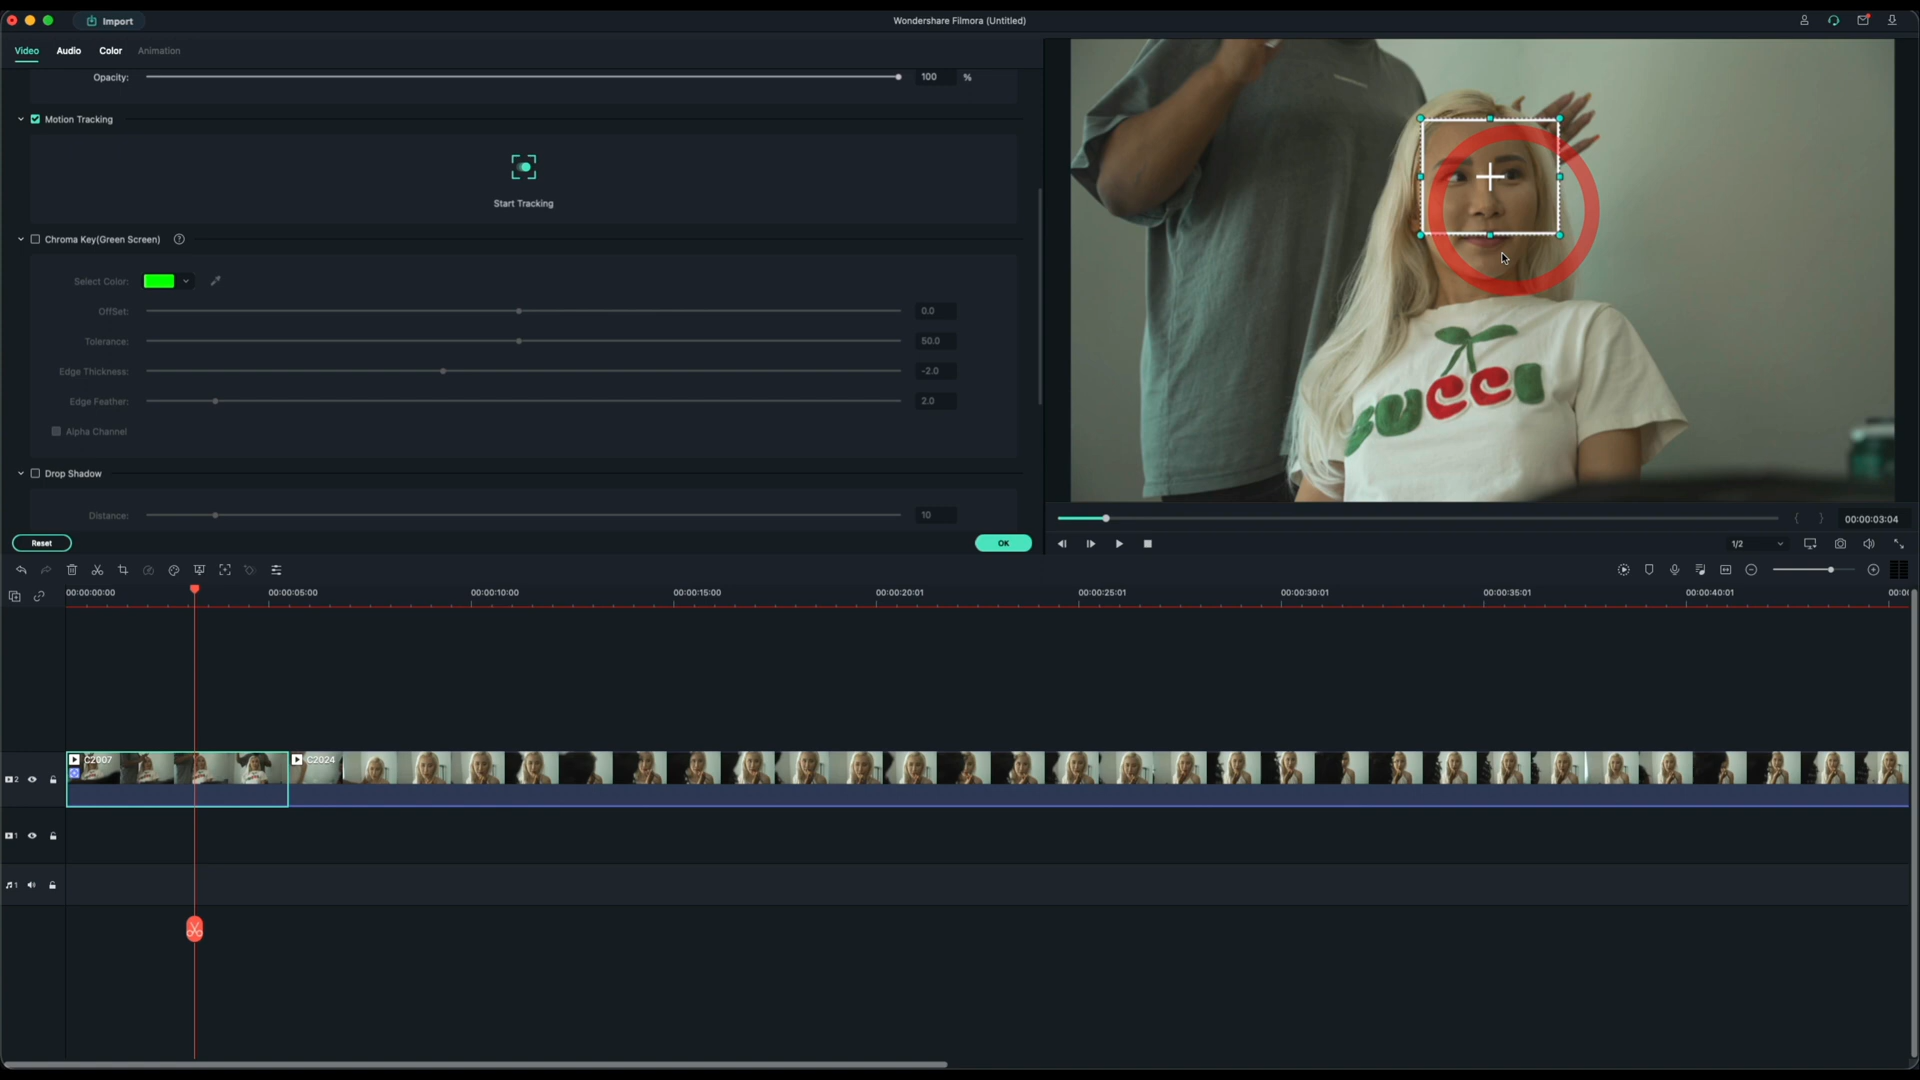 Import
Wondershare Filmora (Untitled)
Video Audio Color Animation
Opacity: 100 %
Motion Tracking
Start Tracking
Chroma Key(Green Screen)
Select Color:
OffSet: 0.0
Tolerance: 50.0
Edge Thickness: -2.0
Edge Feather: 2.0
Alpha Channel
Drop Shadow
Distance: 10
Reset OK
GUCCI
00:00:03:04
1/2
00:00:00:00 00:00:05:00 00:00:10:00 00:00:15:00 00:00:20:01 00:00:25:01 00:00:30:01 00:00:35:01 00:00:40:01
C2007 C2024
2
1
1